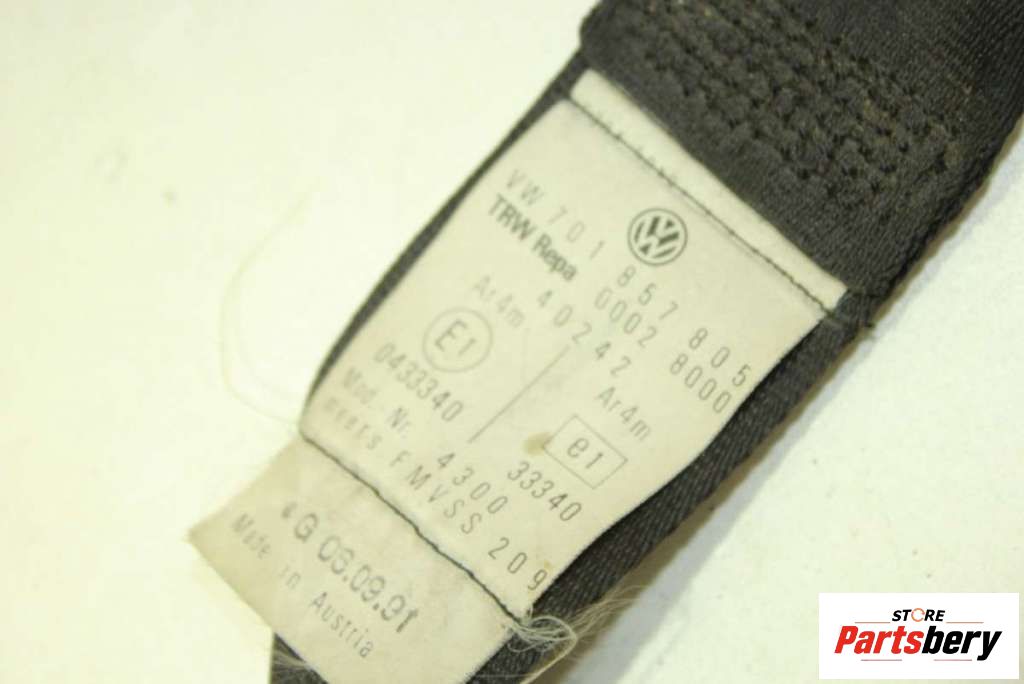 VW 701 857 805
TRW Repa 0002 8000
40242
Ar4m Ar4m
E1 e1
0433340 33340
Mod. Nr. 4300
meets FMVSS 209
G 06.09.91
Made in Austria
STORE
Partsbery